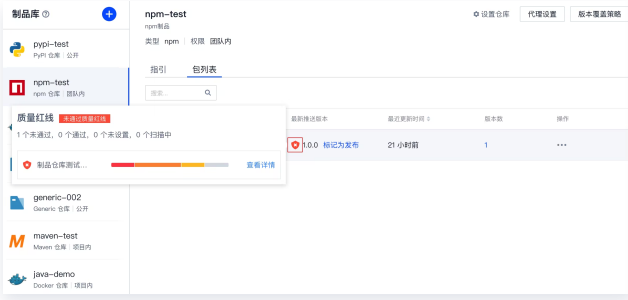 制品库
pypi-test
PyPI 仓库 | 公开
npm-test
npm 仓库 | 团队内
generic-002
Generic 仓库 | 公开
maven-test
Maven 仓库 | 项目内
java-demo
Docker 仓库 | 项目内
npm-test
npm制品
类型 npm | 权限 团队内
设置仓库
代理设置
版本覆盖策略
指引
包列表
搜索...
质量红线 未通过质量红线
1 个未通过，0 个通过，0 个未设置，0 个扫描中
制品仓库测试... 查看详情
最新推送版本 最近更新时间 版本数 操作
1.0.0 标记为发布 21 小时前 1 •••